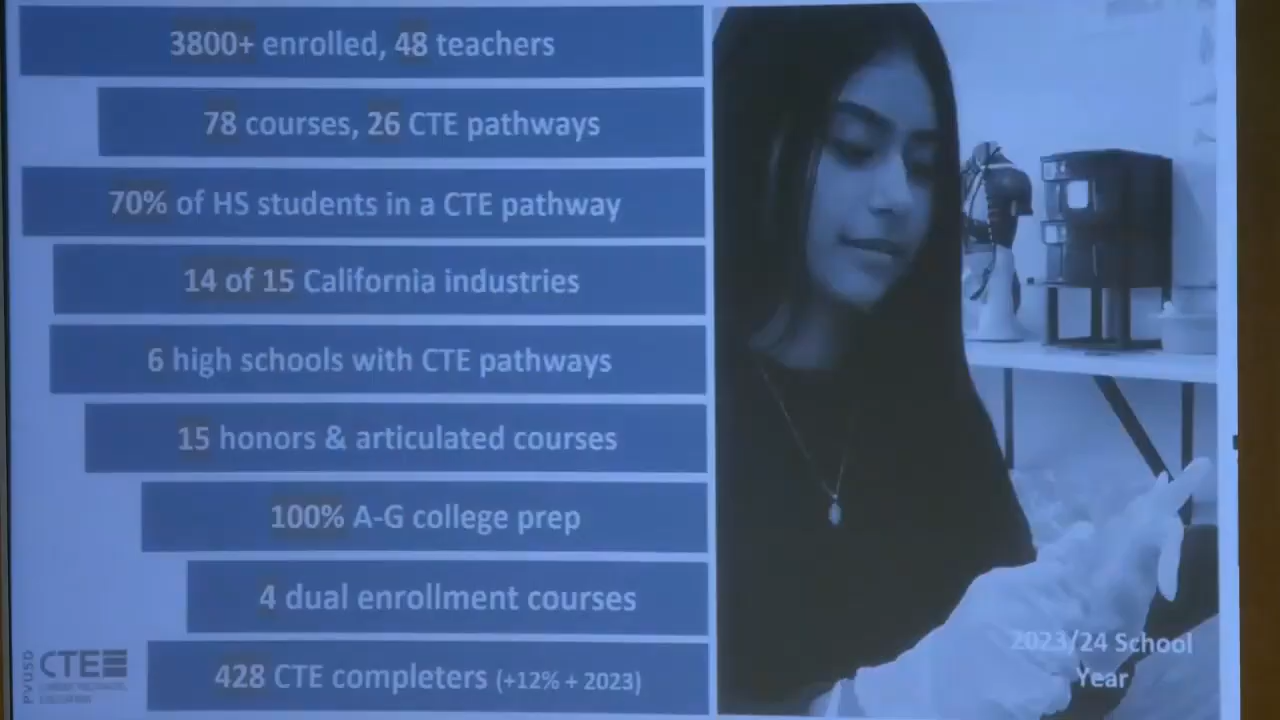 3800+ enrolled, 48 teachers
78 courses, 26 CTE pathways
70% of HS students in a CTE pathway
14 of 15 California industries
6 high schools with CTE pathways
15 honors & articulated courses
100% A-G college prep
4 dual enrollment courses
428 CTE completers (+12% + 2023)
PVUSD
CTE
2023/24 School
Year